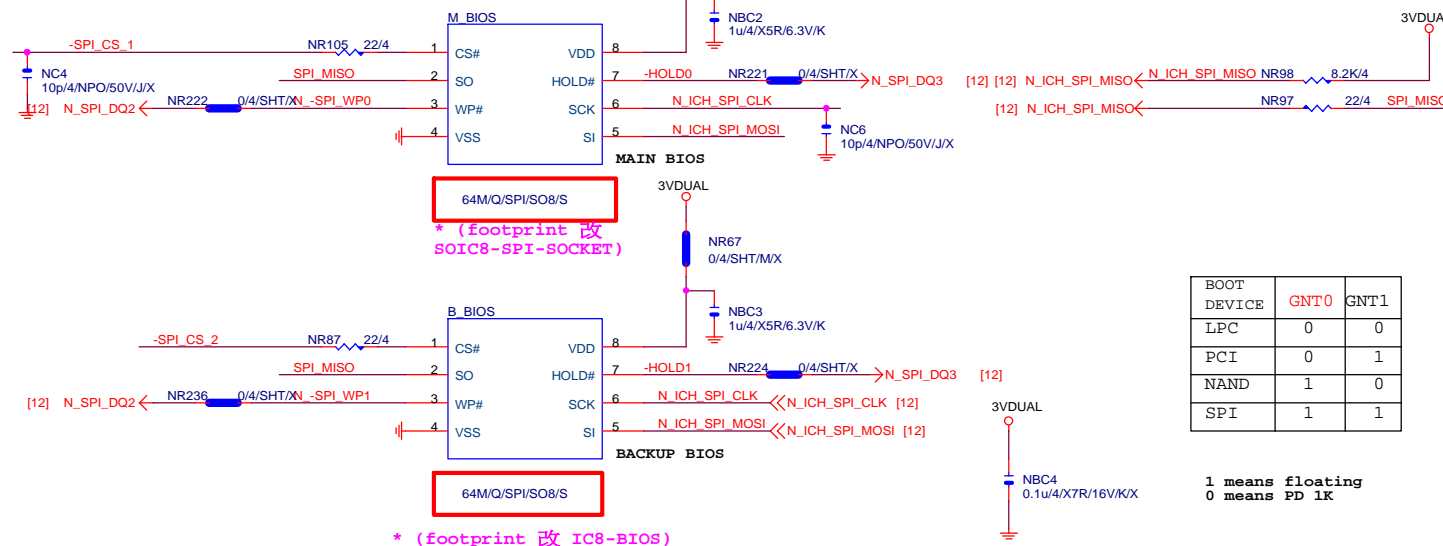 M_BIOS
NBC2
1u/4/X5R/6.3V/K
3VDUA
-SPI_CS_1 NR105 22/4 1 CS# VDD 8
NC4
10p/4/NPO/50V/J/X
SPI_MISO 2 SO HOLD# 7 -HOLD0 NR221 0/4/SHT/X N_SPI_DQ3 [12]
[12] N_ICH_SPI_MISO N_ICH_SPI_MISO NR98 8.2K/4
[12] N_SPI_DQ2 NR222 0/4/SHT/X N_-SPI_WP0 3 WP# SCK 6 N_ICH_SPI_CLK
[12] N_ICH_SPI_MISO NR97 22/4 SPI_MISO
4 VSS SI 5 N_ICH_SPI_MOSI
NC6
10p/4/NPO/50V/J/X
MAIN BIOS
64M/Q/SPI/SO8/S
* (footprint 改
SOIC8-SPI-SOCKET)
3VDUAL
NR67
0/4/SHT/M/X
NBC3
1u/4/X5R/6.3V/K
B_BIOS
-SPI_CS_2 NR87 22/4 1 CS# VDD 8
SPI_MISO 2 SO HOLD# 7 -HOLD1 NR224 0/4/SHT/X N_SPI_DQ3 [12]
[12] N_SPI_DQ2 NR236 0/4/SHT/X N_-SPI_WP1 3 WP# SCK 6 N_ICH_SPI_CLK N_ICH_SPI_CLK [12]
4 VSS SI 5 N_ICH_SPI_MOSI N_ICH_SPI_MOSI [12]
BACKUP BIOS
64M/Q/SPI/SO8/S
* (footprint 改 IC8-BIOS)
3VDUAL
NBC4
0.1u/4/X7R/16V/K/X
BOOT
DEVICE GNT0 GNT1
LPC 0 0
PCI 0 1
NAND 1 0
SPI 1 1
1 means floating
0 means PD 1K